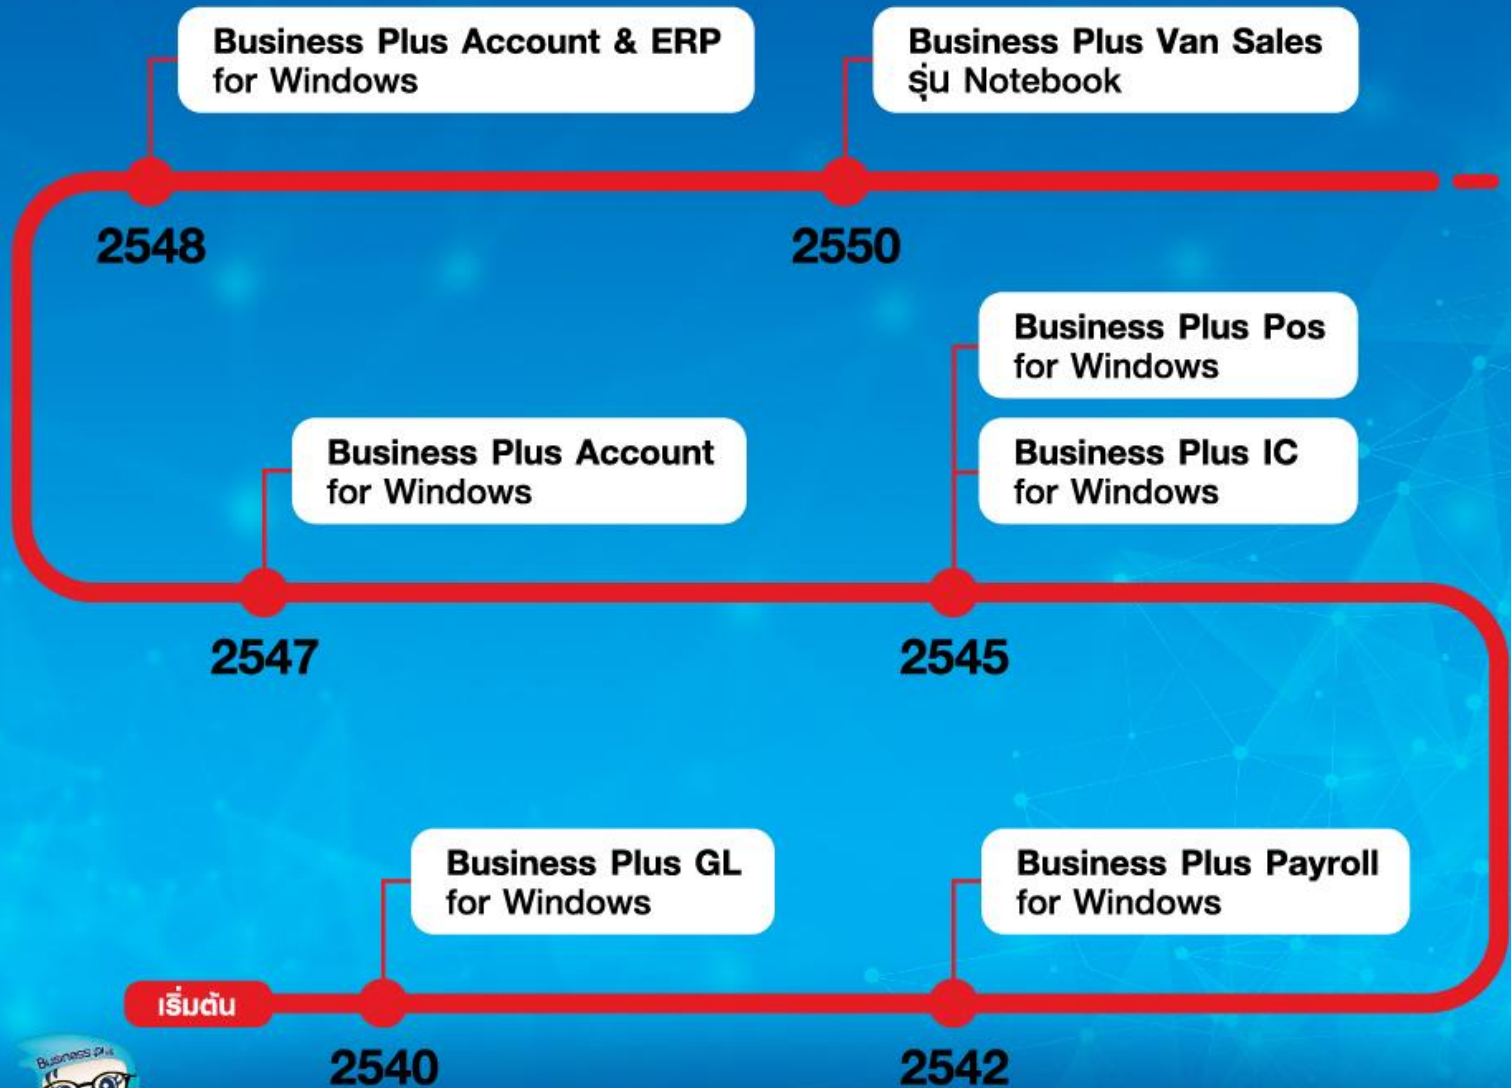 Business Plus Account & ERP
for Windows
Business Plus Van Sales
รุ่น Notebook
2548
2550
Business Plus Pos
for Windows
Business Plus Account
for Windows
Business Plus IC
for Windows
2547
2545
Business Plus GL
for Windows
Business Plus Payroll
for Windows
เริ่มต้น
2540
2542
Business Plus